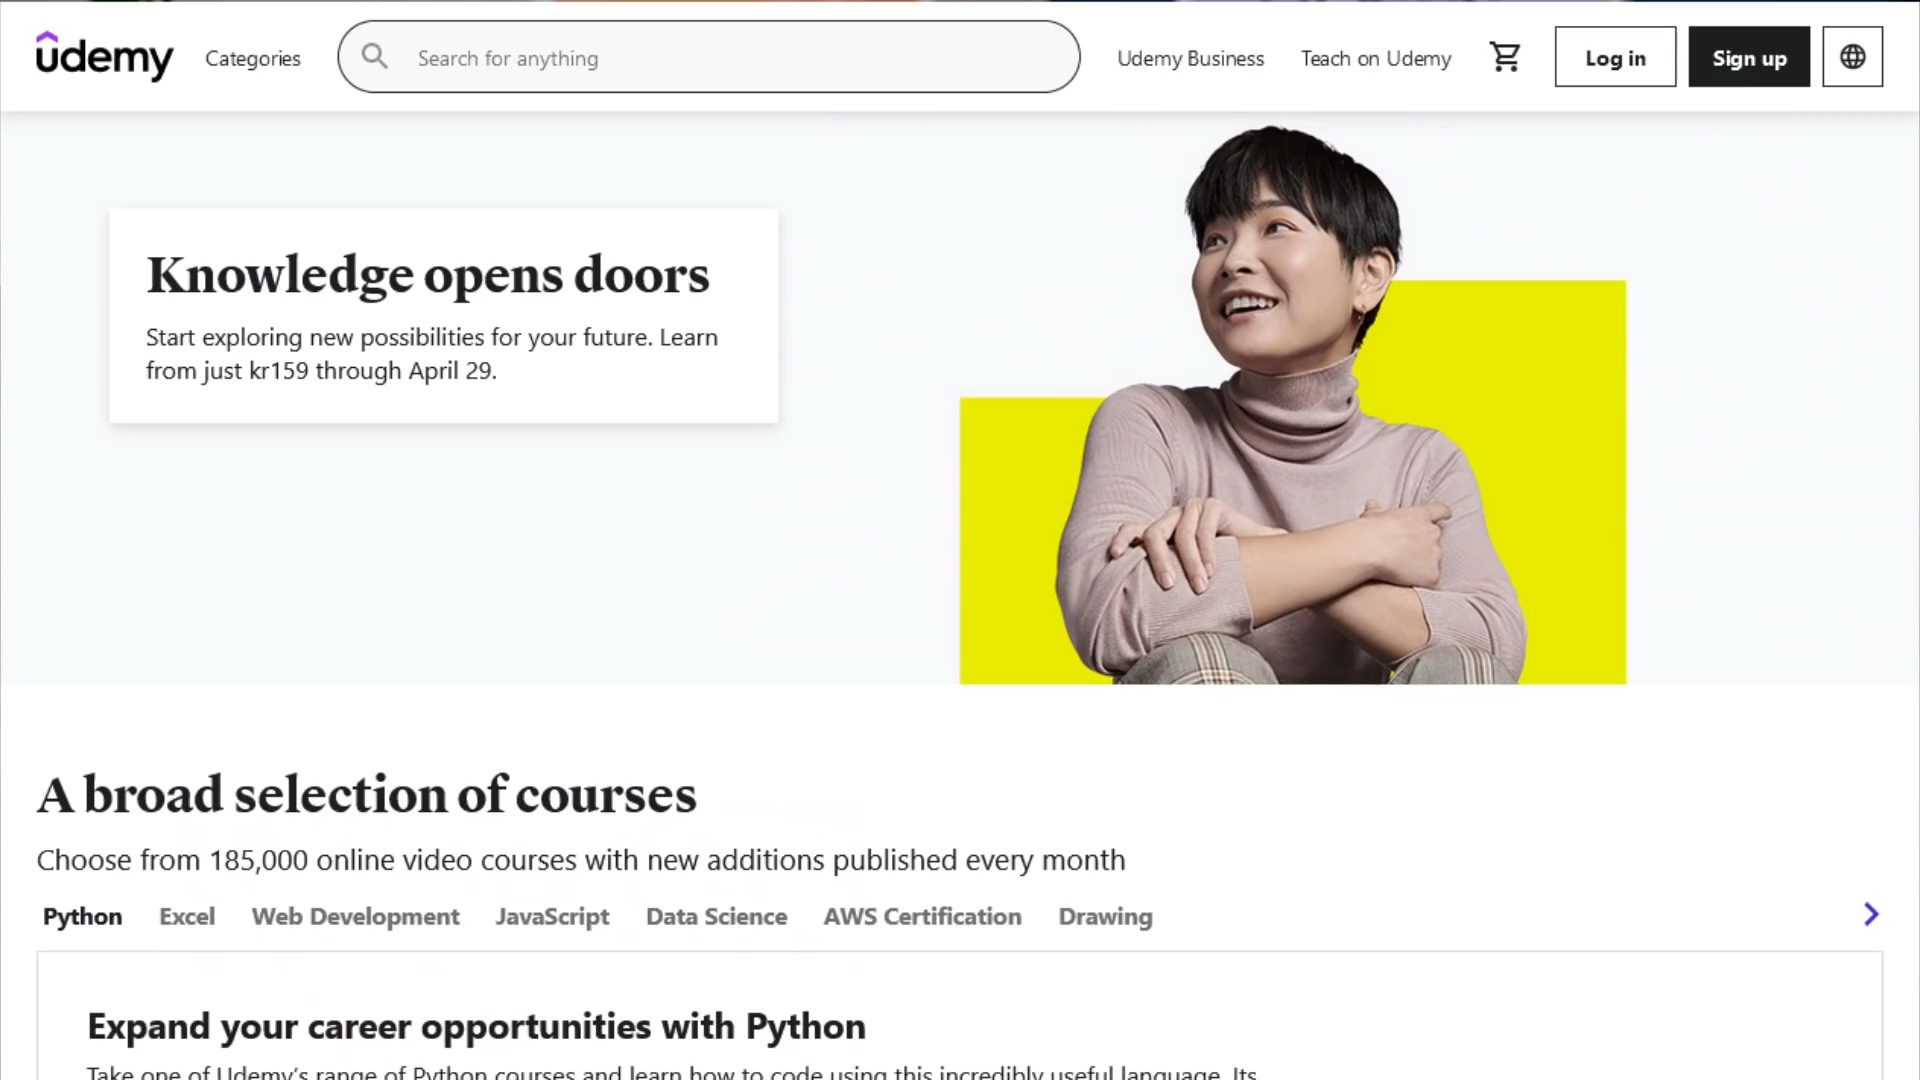 udemy
Categories
Search for anything
Udemy Business
Teach on Udemy
Log in
Sign up
Knowledge opens doors
Start exploring new possibilities for your future. Learn
from just kr159 through April 29.
A broad selection of courses
Choose from 185,000 online video courses with new additions published every month
Python
Excel
Web Development
JavaScript
Data Science
AWS Certification
Drawing
Expand your career opportunities with Python
Take one of Udemy's range of Python courses and learn how to code using this incredibly useful language. Its